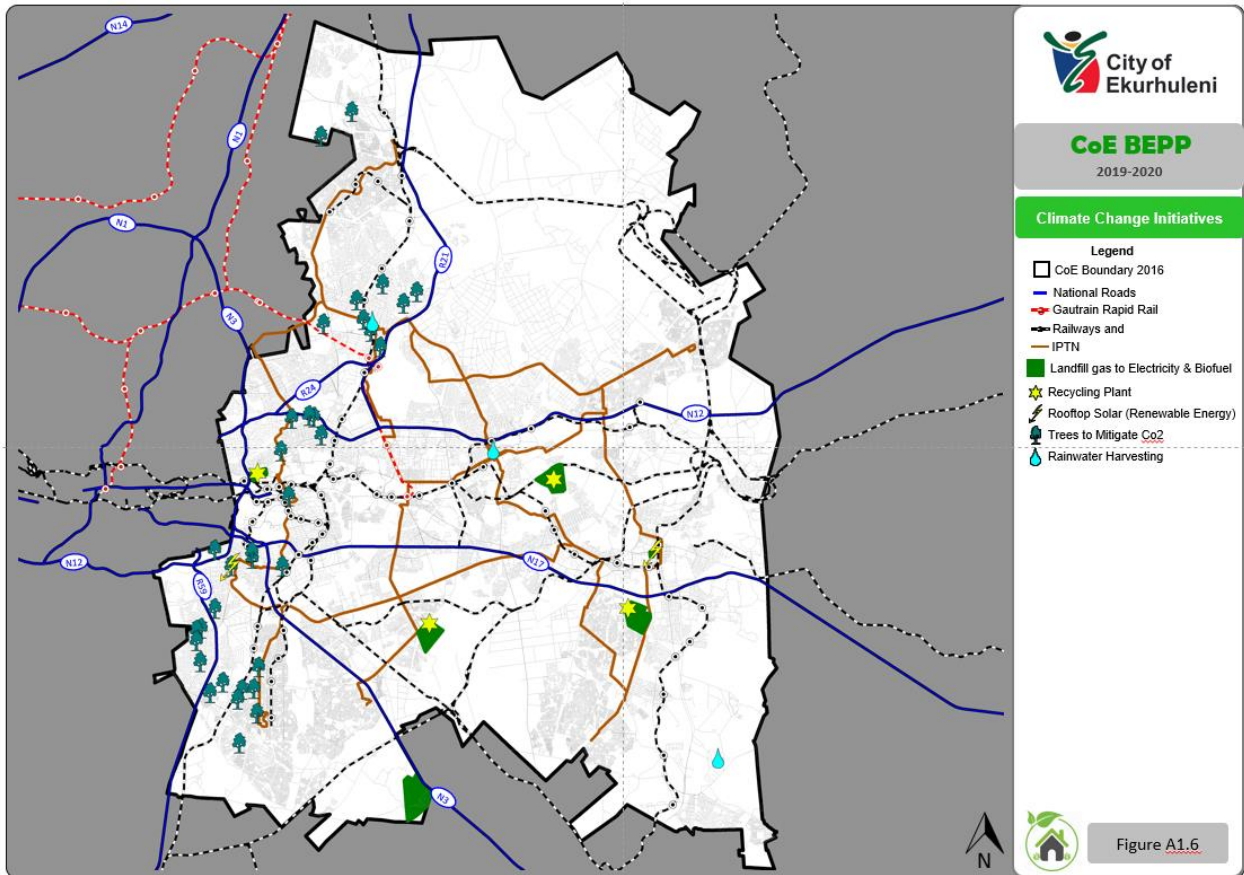 N14
N1
N1
N3
R21
R24
N12
N12
R59
N17
N3
N
City of
Ekurhuleni
CoE BEPP
2019-2020
Climate Change Initiatives
Legend
CoE Boundary 2016
National Roads
Gautrain Rapid Rail
Railways and
IPTN
Landfill gas to Electricity & Biofuel
Recycling Plant
Rooftop Solar (Renewable Energy)
Trees to Mitigate Co2
Rainwater Harvesting
Figure A1.6